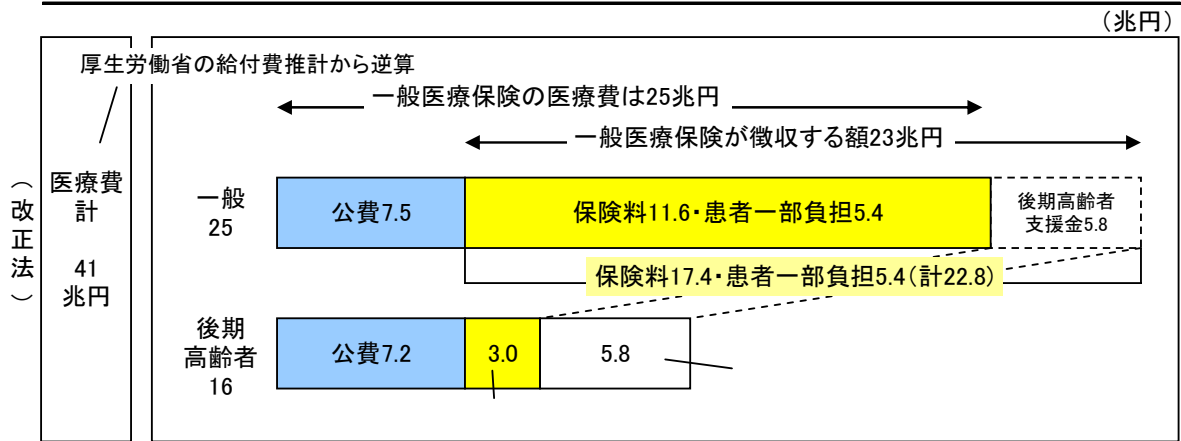 （兆円）
厚生労働省の給付費推計から逆算
一般医療保険の医療費は25兆円
一般医療保険が徴収する額23兆円
（改正法）
医療費
計
41
兆円
一般
25
公費7.5
保険料11.6・患者一部負担5.4
後期高齢者
支援金5.8
保険料17.4・患者一部負担5.4（計22.8）
後期
高齢者
16
公費7.2
3.0
5.8